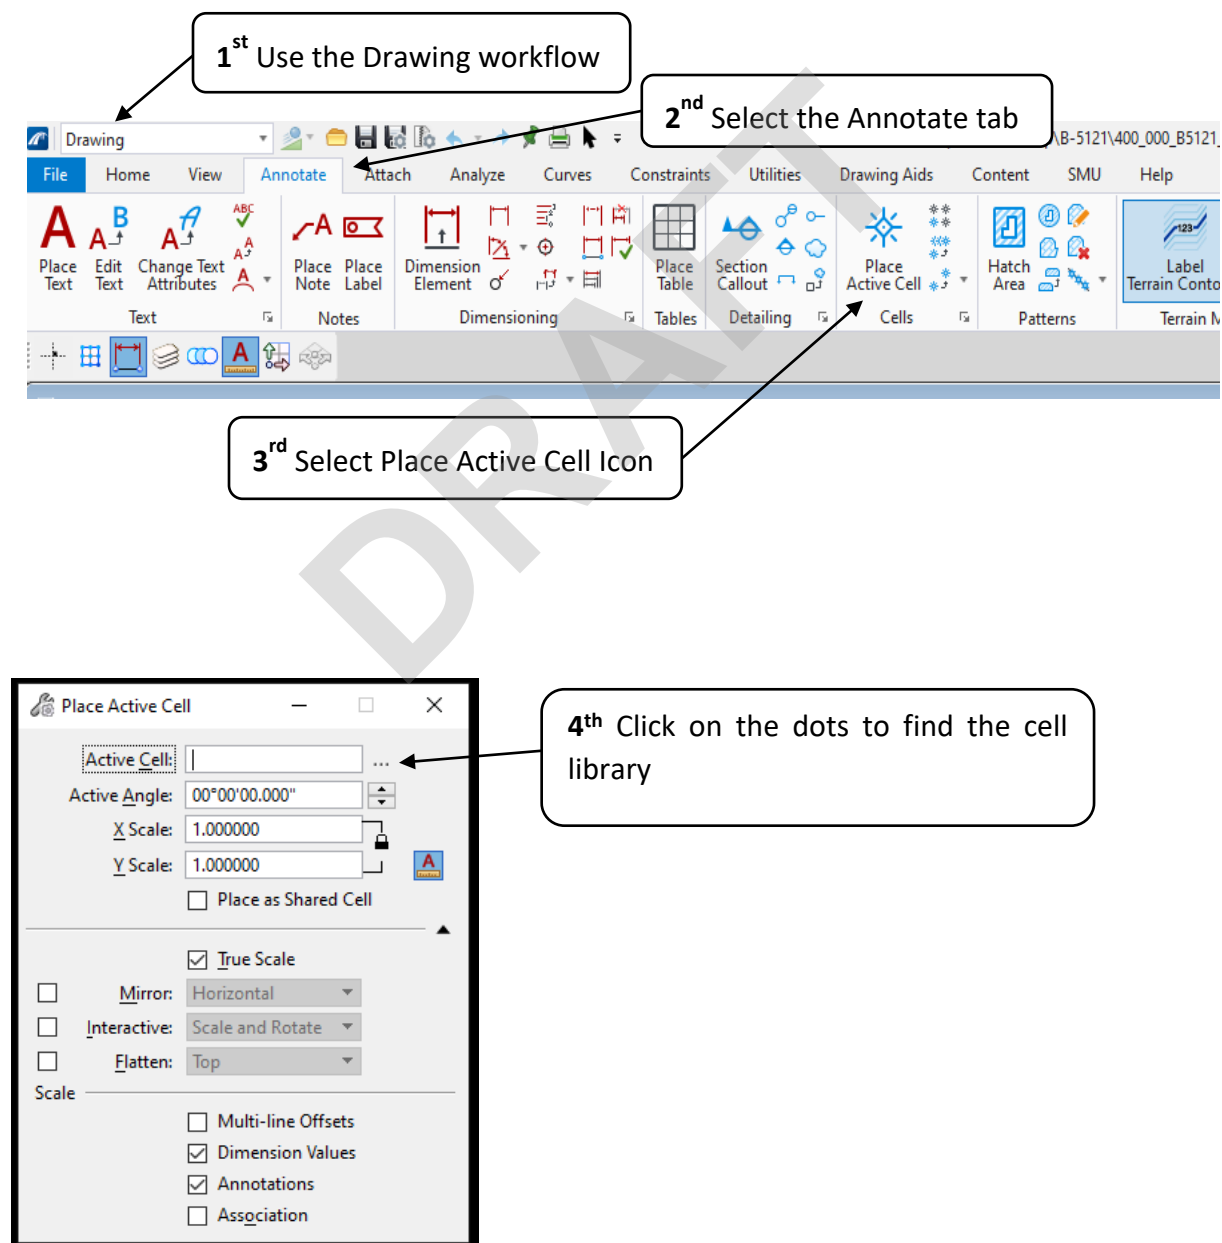 1st Use the Drawing workflow
2nd Select the Annotate tab
Drawing
\B-5121\400_000_B5121_
File Home View Annotate Attach Analyze Curves Constraints Utilities Drawing Aids Content SMU Help
Place Text
Edit Text
Change Text Attributes
ABC
Place Note
Place Label
Dimension Element
Place Table
Section Callout
Place Active Cell
Hatch Area
123
Label
Terrain Conto
Text Notes Dimensioning Tables Detailing Cells Patterns Terrain M
3rd Select Place Active Cell Icon
DRAFT
Place Active Cell
4th Click on the dots to find the cell
library
Active Cell: ...
Active Angle: 00°00'00.000"
X Scale: 1.000000
Y Scale: 1.000000
A
Place as Shared Cell
True Scale
Mirror: Horizontal
Interactive: Scale and Rotate
Flatten: Top
Scale
Multi-line Offsets
Dimension Values
Annotations
Association